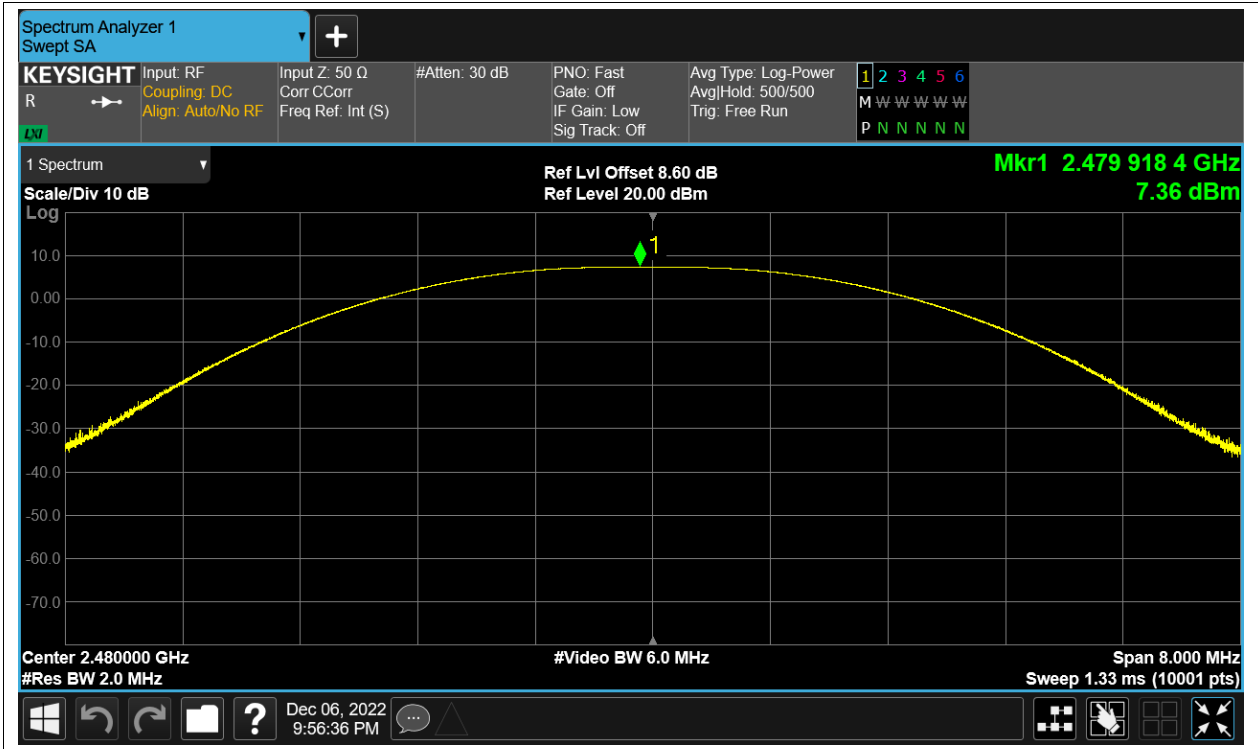 Spectrum Analyzer 1
Swept SA
KEYSIGHT
R
LXI
Input: RF
Coupling: DC
Align: Auto/No RF
Input Z: 50 Ω
Corr CCorr
Freq Ref: Int (S)
#Atten: 30 dB
PNO: Fast
Gate: Off
IF Gain: Low
Sig Track: Off
Avg Type: Log-Power
Avg|Hold: 500/500
Trig: Free Run
1 2 3 4 5 6
M W W W W W W
P N N N N N N
1 Spectrum
Scale/Div 10 dB
Log
Ref Lvl Offset 8.60 dB
Ref Level 20.00 dBm
Mkr1 2.479 918 4 GHz
7.36 dBm
1
10.0
0.00
-10.0
-20.0
-30.0
-40.0
-50.0
-60.0
-70.0
Center 2.480000 GHz
#Res BW 2.0 MHz
#Video BW 6.0 MHz
Span 8.000 MHz
Sweep 1.33 ms (10001 pts)
?
Dec 06, 2022
9:56:36 PM